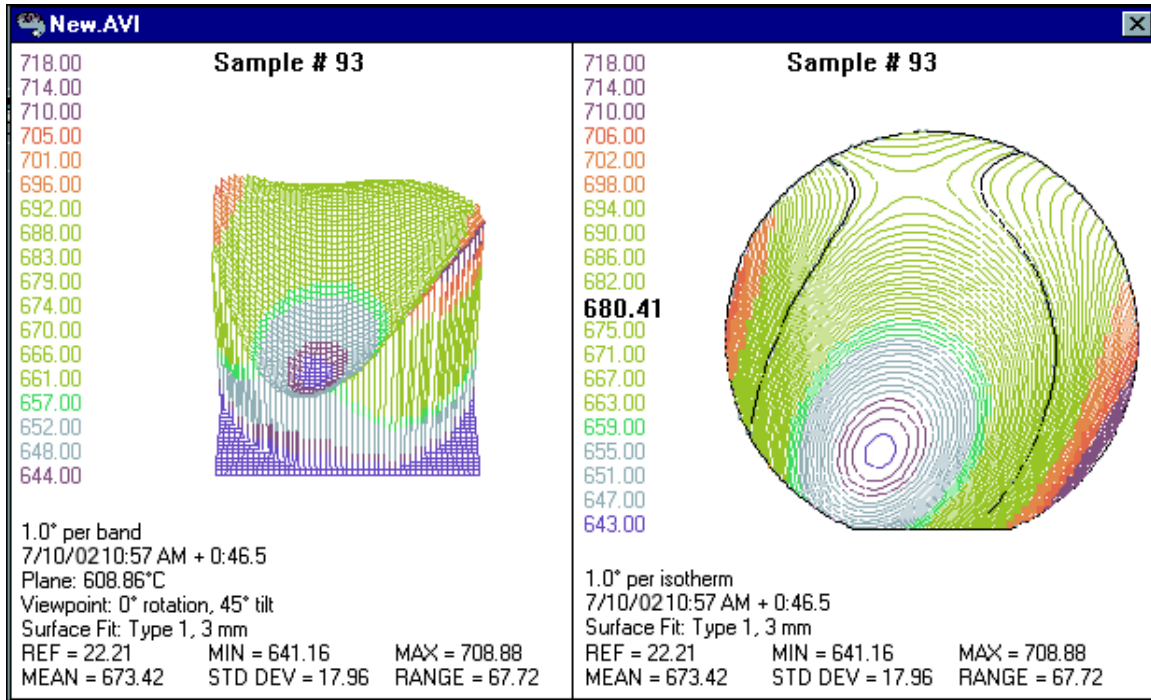 New.AVI
Sample # 93
718.00
714.00
710.00
705.00
701.00
696.00
692.00
688.00
683.00
679.00
674.00
670.00
666.00
661.00
657.00
652.00
648.00
644.00
1.0° per band
7/10/02 10:57 AM + 0:46.5
Plane: 608.86°C
Viewpoint: 0° rotation, 45° tilt
Surface Fit: Type 1, 3 mm
REF = 22.21 MIN = 641.16 MAX = 708.88
MEAN = 673.42 STD DEV = 17.96 RANGE = 67.72
Sample # 93
718.00
714.00
710.00
706.00
702.00
698.00
694.00
690.00
686.00
682.00
680.41
675.00
671.00
667.00
663.00
659.00
655.00
651.00
647.00
643.00
1.0° per isotherm
7/10/02 10:57 AM + 0:46.5
Surface Fit: Type 1, 3 mm
REF = 22.21 MIN = 641.16 MAX = 708.88
MEAN = 673.42 STD DEV = 17.96 RANGE = 67.72